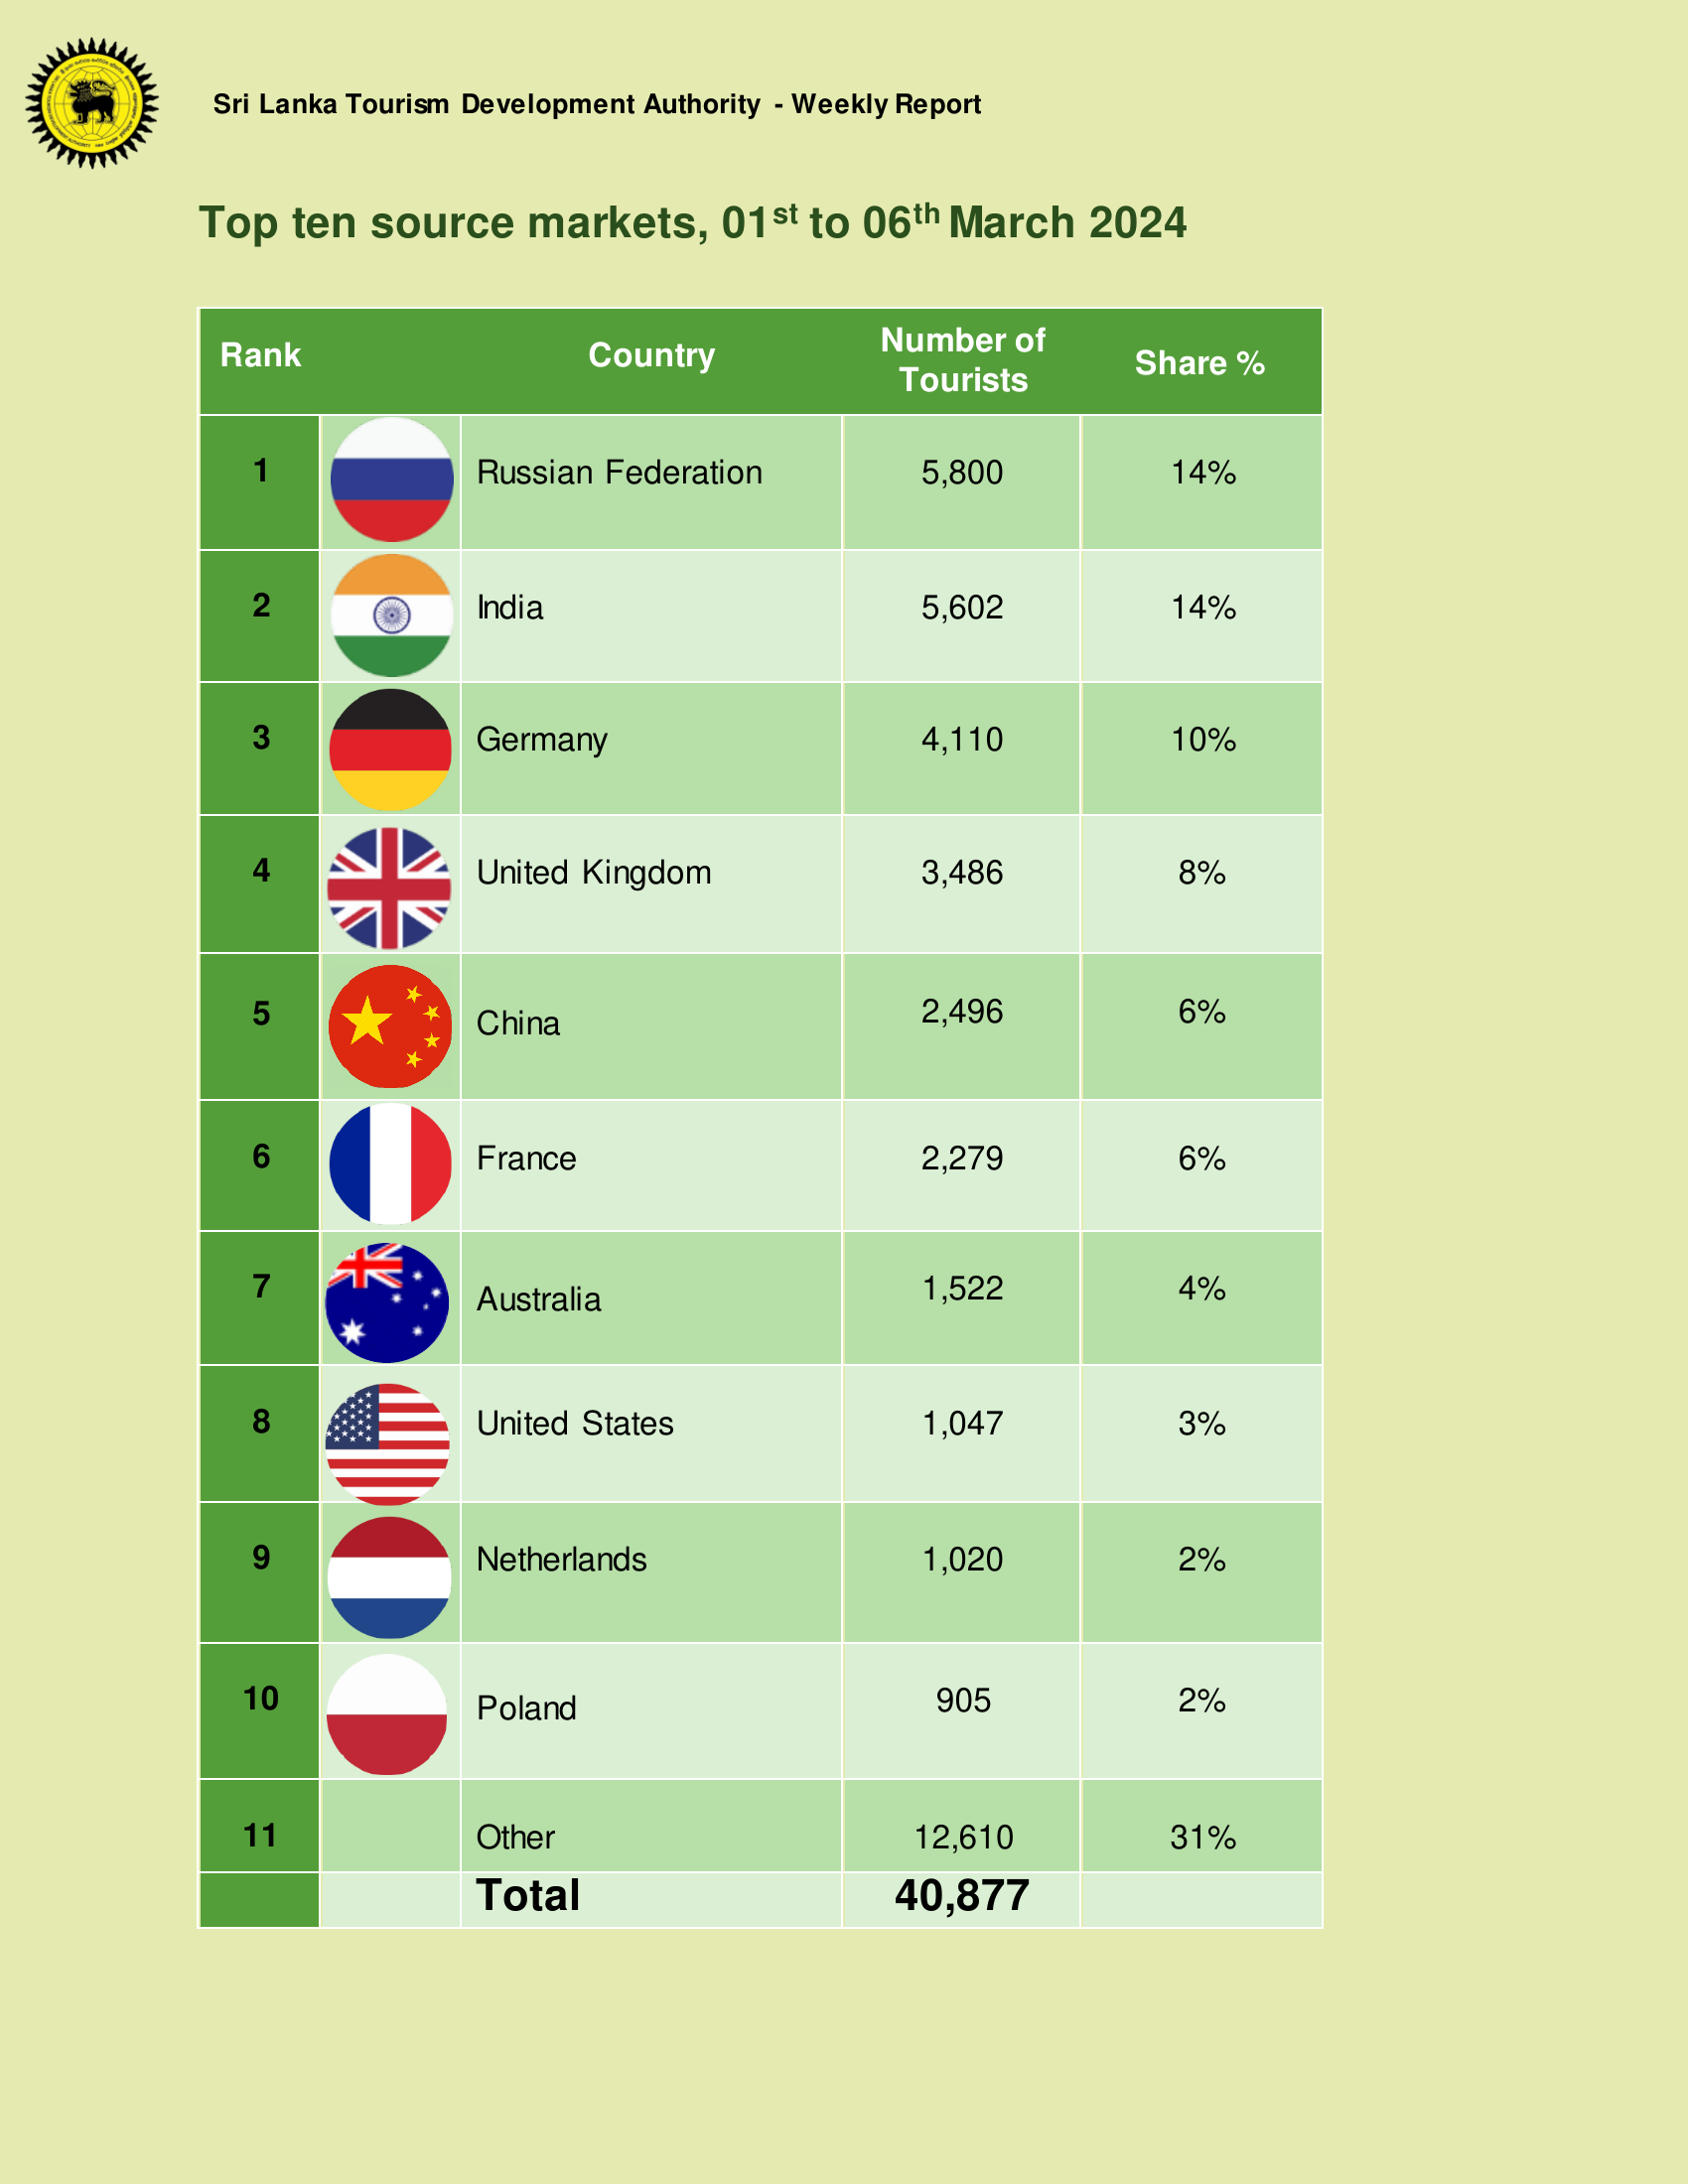 Sri Lanka Tourism Development Authority - Weekly Report
Top ten source markets, 01st to 06th March 2024
Rank Country Number of Tourists Share %
1 Russian Federation 5,800 14%
2 India 5,602 14%
3 Germany 4,110 10%
4 United Kingdom 3,486 8%
5 China 2,496 6%
6 France 2,279 6%
7 Australia 1,522 4%
8 United States 1,047 3%
9 Netherlands 1,020 2%
10 Poland 905 2%
11 Other 12,610 31%
Total 40,877